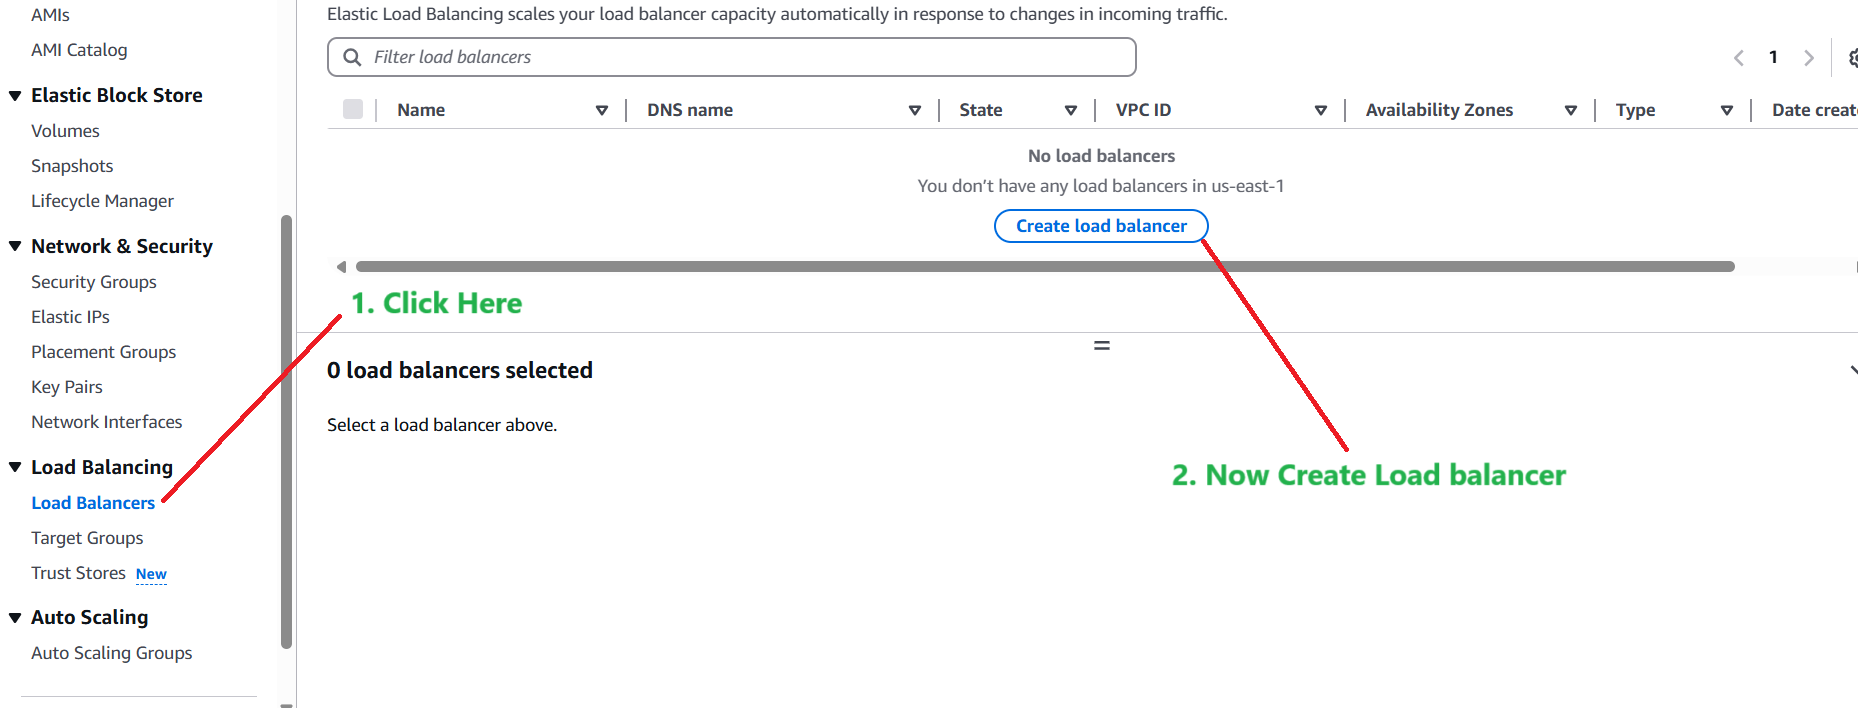 AMIs
AMI Catalog
Elastic Block Store
Volumes
Snapshots
Lifecycle Manager
Network & Security
Security Groups
Elastic IPs
Placement Groups
Key Pairs
Network Interfaces
Load Balancing
Load Balancers
Target Groups
Trust Stores New
Auto Scaling
Auto Scaling Groups
Elastic Load Balancing scales your load balancer capacity automatically in response to changes in incoming traffic.
Filter load balancers
1
Name DNS name State VPC ID Availability Zones Type Date create
No load balancers
You don’t have any load balancers in us-east-1
Create load balancer
1. Click Here
0 load balancers selected
Select a load balancer above.
2. Now Create Load balancer